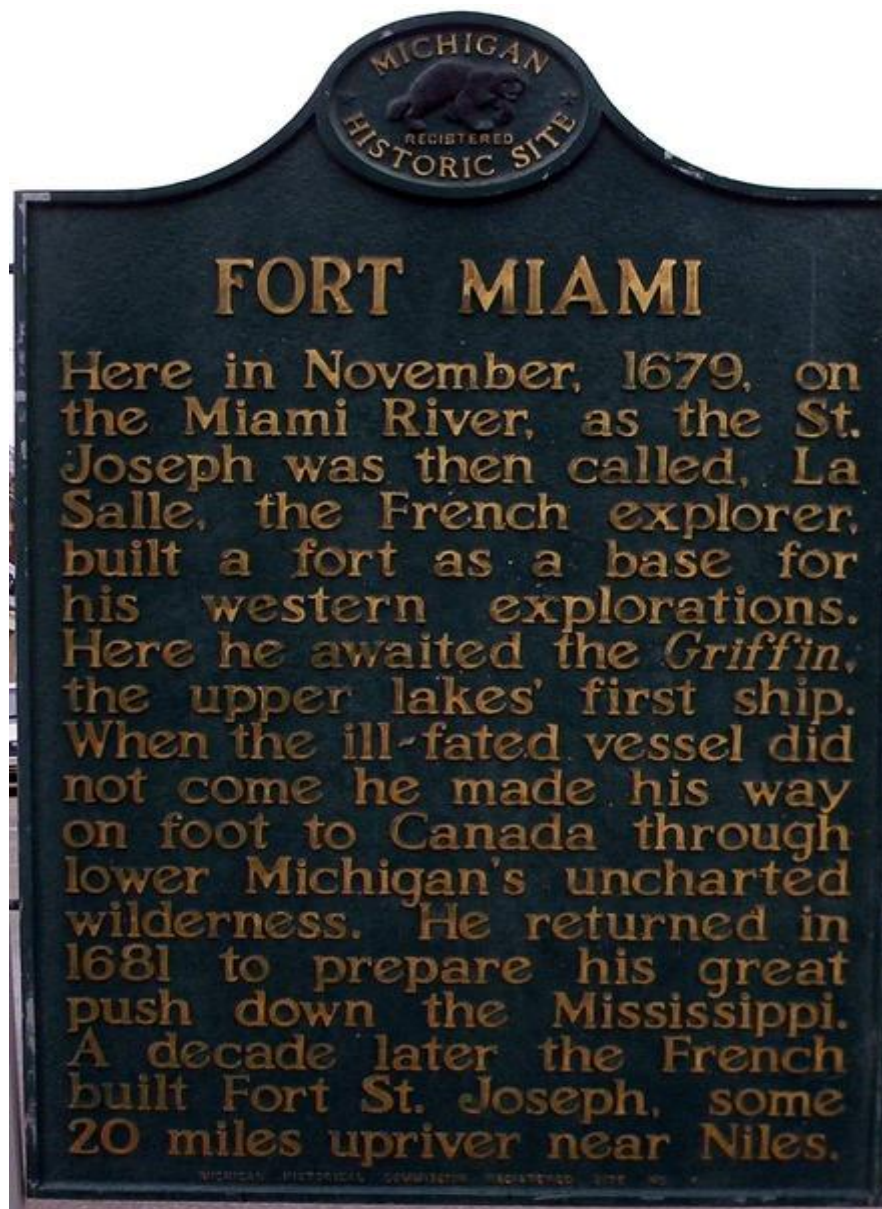 MICHIGAN
REGISTERED
HISTORIC SITE
FORT MIAMI
Here in November, 1679, on
the Miami River, as the St.
Joseph was then called, La
Salle, the French explorer,
built a fort as a base for
his western explorations.
Here he awaited the Griffin,
the upper lakes' first ship.
When the ill-fated vessel did
not come he made his way
on foot to Canada through
lower Michigan's uncharted
wilderness. He returned in
1681 to prepare his great
push down the Mississippi.
A decade later the French
built Fort St. Joseph, some
20 miles upriver near Niles.
MICHIGAN HISTORICAL COMMISSION REGISTERED SITE NO.